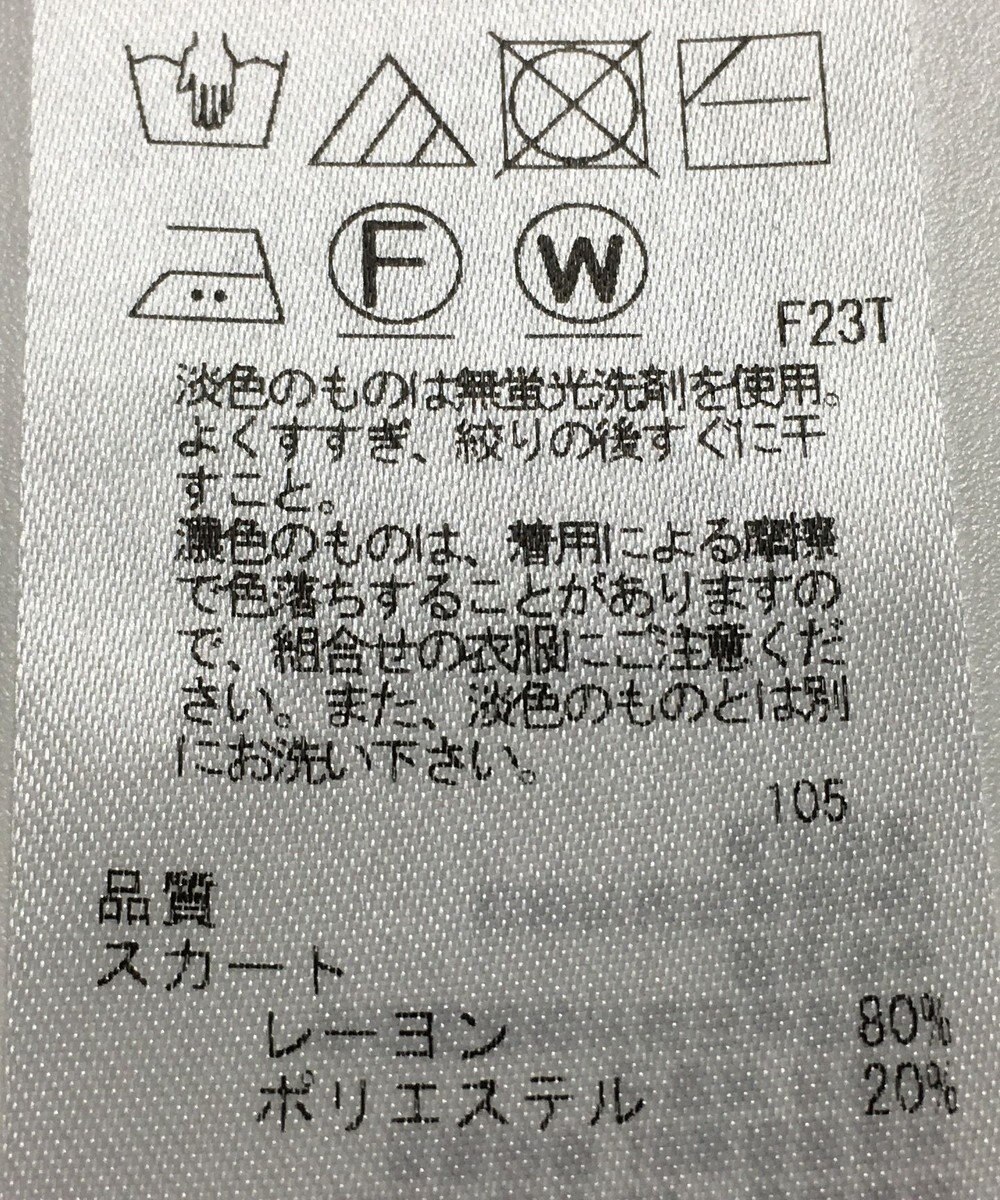 F W
F23T
淡色のものは無蛍光洗剤を使用。
よくすすぎ、絞りの後すぐに干
すこと。
濃色のものは、着用による摩擦
で色落ちすることがありますの
で、組合せの衣服にご注意くだ
さい。また、淡色のものとは別
にお洗い下さい。
105
品質
スカート
レーヨン 80%
ポリエステル 20%